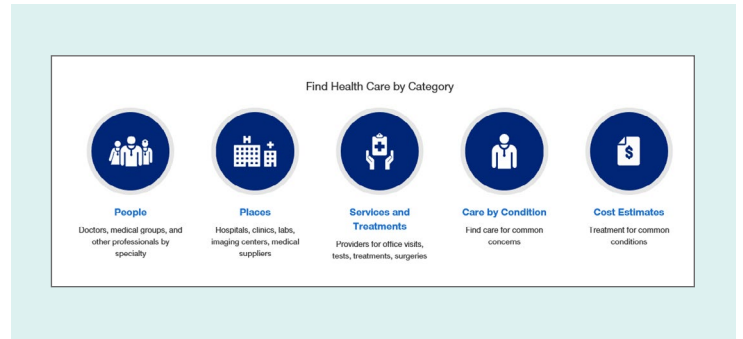 Find Health Care by Category
People
Doctors, medical groups, and
other professionals by
specialty
Places
Hospitals, clinics, labs,
imaging centers, medical
suppliers
Services and
Treatments
Providers for office visits,
tests, treatments, surgeries
Care by Condition
Find care for common
concerns
Cost Estimates
Treatment for common
conditions